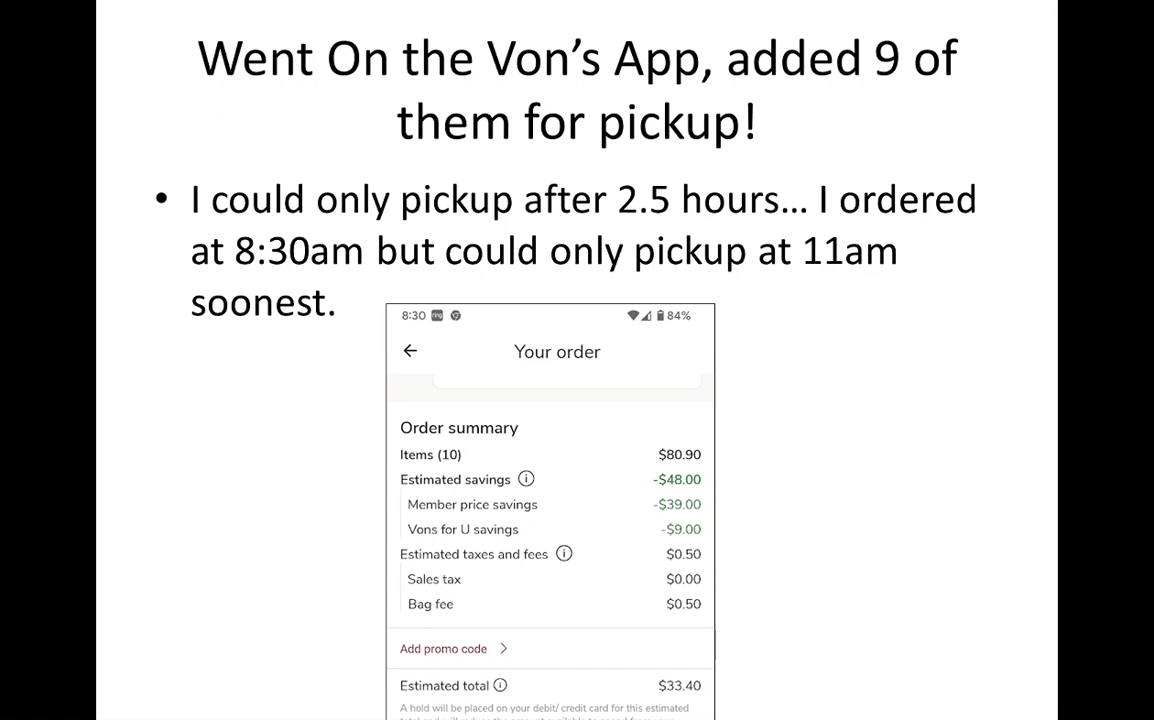 Went On the Von’s App, added 9 of
them for pickup!
• I could only pickup after 2.5 hours... I ordered
at 8:30am but could only pickup at 11am
soonest.
8:30 ring 84%
Your order
Order summary
Items (10) $80.90
Estimated savings -$48.00
Member price savings -$39.00
Vons for U savings -$9.00
Estimated taxes and fees $0.50
Sales tax $0.00
Bag fee $0.50
Add promo code
Estimated total $33.40
A hold will be placed on your debit/ credit card for this estimated